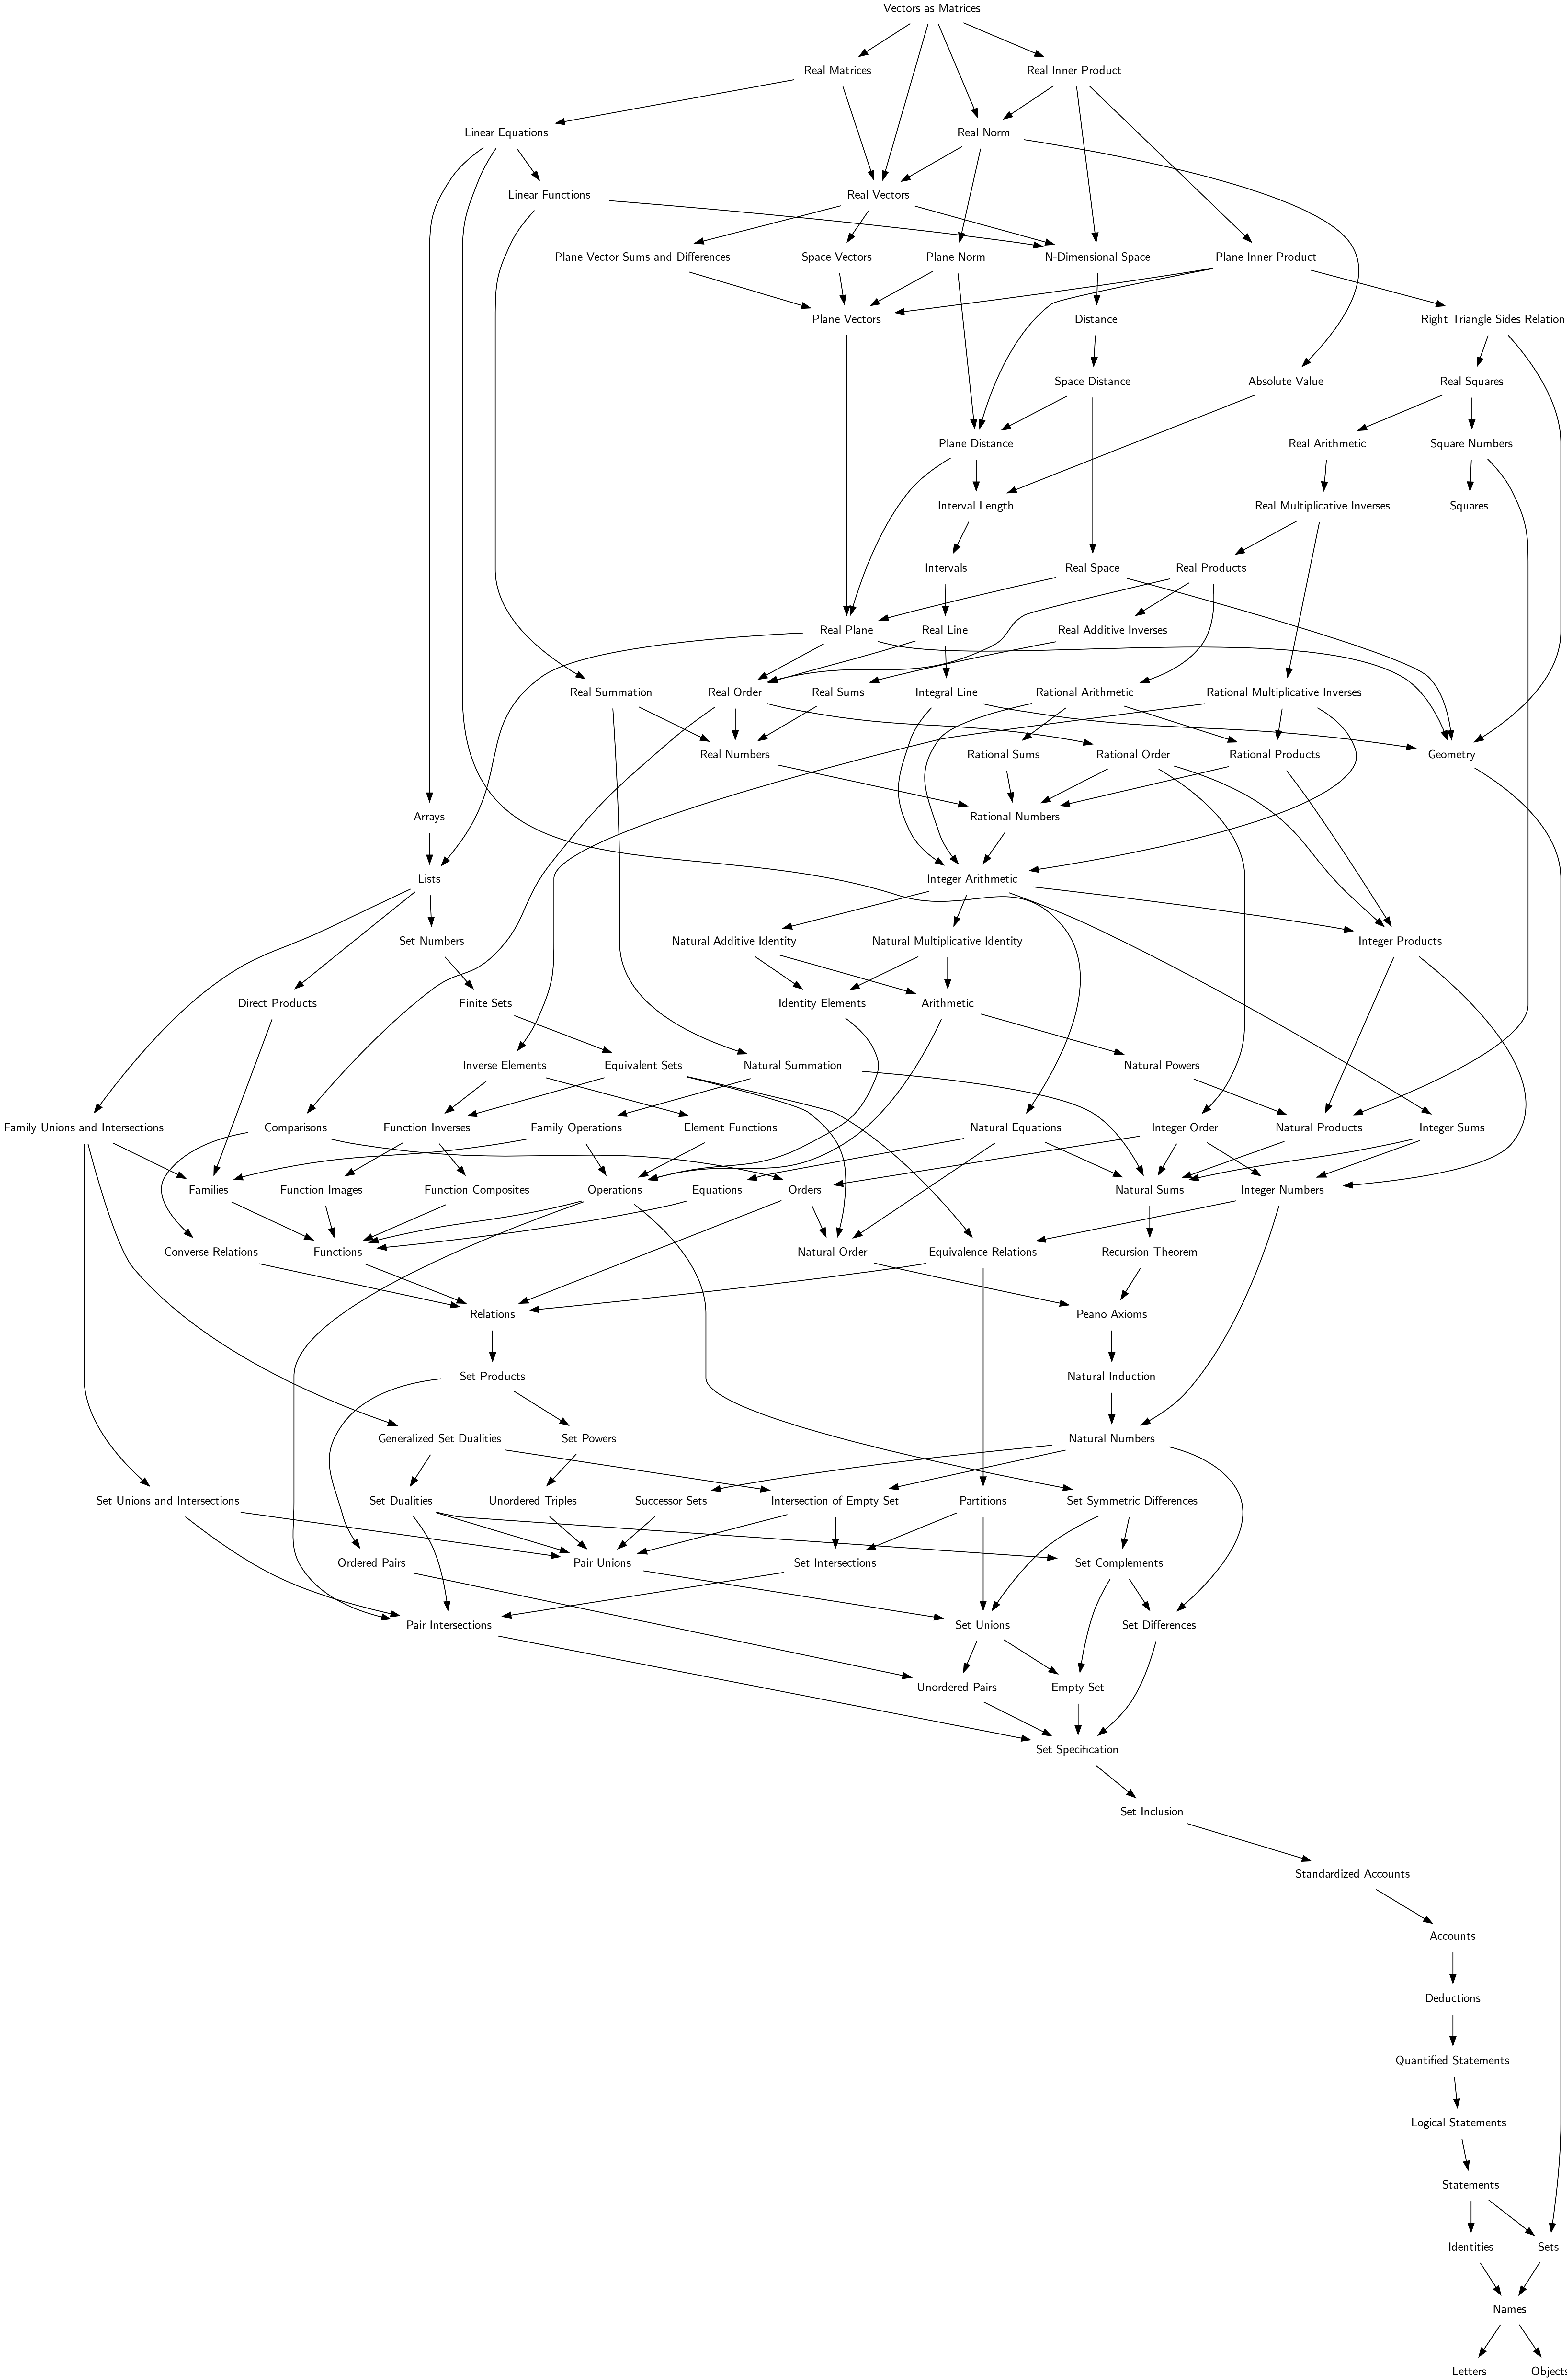 Vectors as Matrices
Real Matrices
Real Inner Product
Linear Equations
Real Norm
Linear Functions
Real Vectors
Plane Vector Sums and Differences
Space Vectors
Plane Norm
N-Dimensional Space
Plane Inner Product
Plane Vectors
Distance
Right Triangle Sides Relation
Space Distance
Absolute Value
Real Squares
Plane Distance
Real Arithmetic
Square Numbers
Interval Length
Real Multiplicative Inverses
Squares
Intervals
Real Space
Real Products
Real Plane
Real Line
Real Additive Inverses
Real Summation
Real Order
Real Sums
Integral Line
Rational Arithmetic
Rational Multiplicative Inverses
Real Numbers
Rational Sums
Rational Order
Rational Products
Geometry
Arrays
Rational Numbers
Lists
Integer Arithmetic
Set Numbers
Natural Additive Identity
Natural Multiplicative Identity
Integer Products
Direct Products
Finite Sets
Identity Elements
Arithmetic
Inverse Elements
Equivalent Sets
Natural Summation
Natural Powers
Family Unions and Intersections
Comparisons
Function Inverses
Family Operations
Element Functions
Natural Equations
Integer Order
Natural Products
Integer Sums
Families
Function Images
Function Composites
Operations
Equations
Orders
Natural Sums
Integer Numbers
Converse Relations
Functions
Natural Order
Equivalence Relations
Recursion Theorem
Relations
Peano Axioms
Set Products
Natural Induction
Generalized Set Dualities
Set Powers
Natural Numbers
Set Unions and Intersections
Set Dualities
Unordered Triples
Successor Sets
Intersection of Empty Set
Partitions
Set Symmetric Differences
Ordered Pairs
Pair Unions
Set Intersections
Set Complements
Pair Intersections
Set Unions
Set Differences
Unordered Pairs
Empty Set
Set Specification
Set Inclusion
Standardized Accounts
Accounts
Deductions
Quantified Statements
Logical Statements
Statements
Identities
Sets
Names
Letters